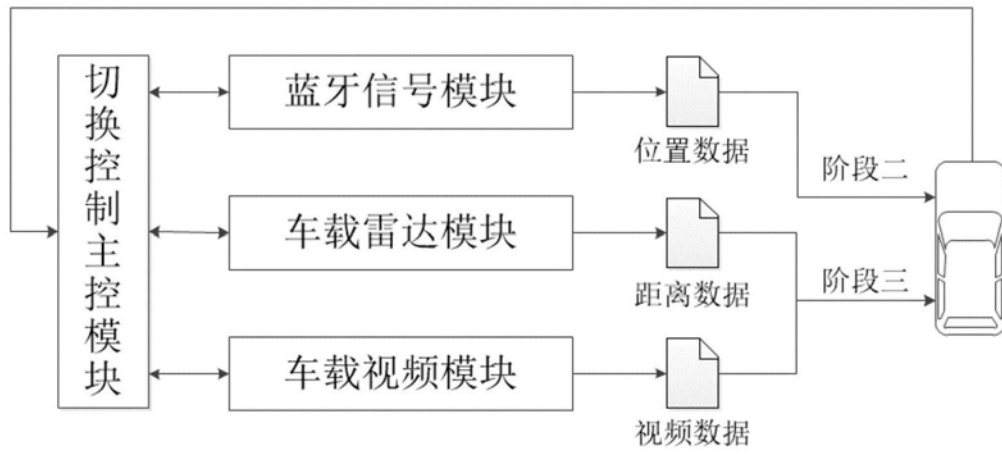 切换控制主控模块
蓝牙信号模块
位置数据
阶段二
车载雷达模块
距离数据
阶段三
车载视频模块
视频数据